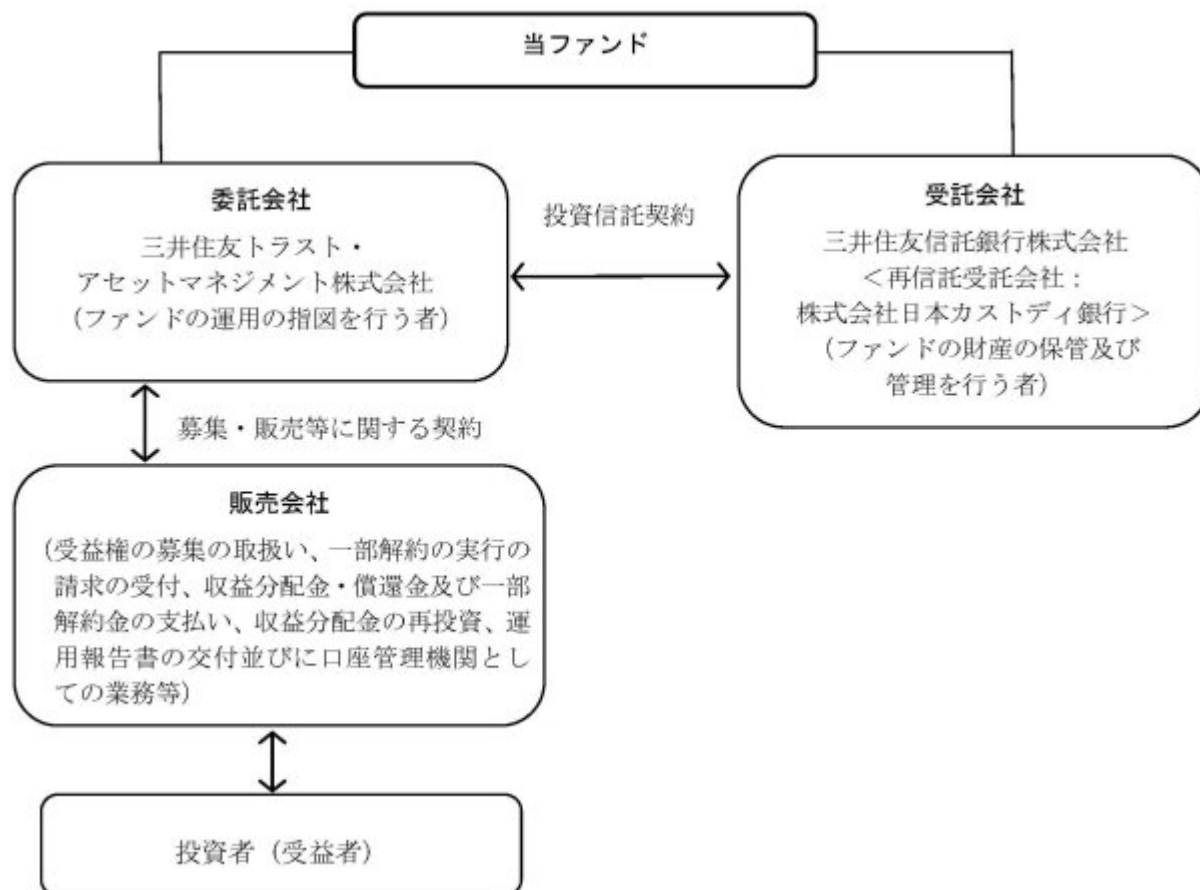 当ファンド
委託会社
三井住友トラスト・
アセットマネジメント株式会社
(ファンドの運用の指図を行う者)
投資信託契約
受託会社
三井住友信託銀行株式会社
<再信託受託会社:
株式会社日本カストディ銀行>
(ファンドの財産の保管及び
管理を行う者)
募集・販売等に関する契約
販売会社
(受益権の募集の取扱い、一部解約の実行の
請求の受付、収益分配金・償還金及び一部
解約金の支払い、収益分配金の再投資、運
用報告書の交付並びに口座管理機関とし
ての業務等)
投資者(受益者)